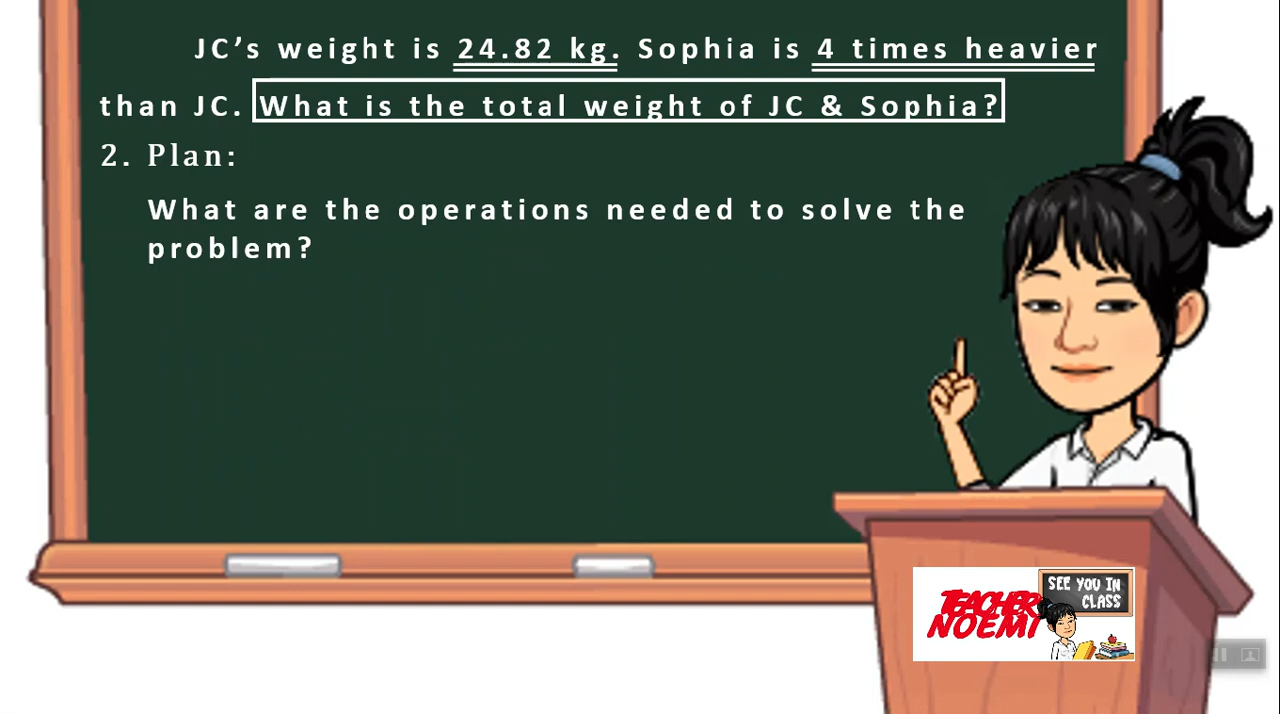 JC’s weight is 24.82 kg. Sophia is 4 times heavier
than JC. What is the total weight of JC & Sophia?
2. Plan:
What are the operations needed to solve the
problem?
SEE YOU IN
CLASS
TEACHER
NOEMI